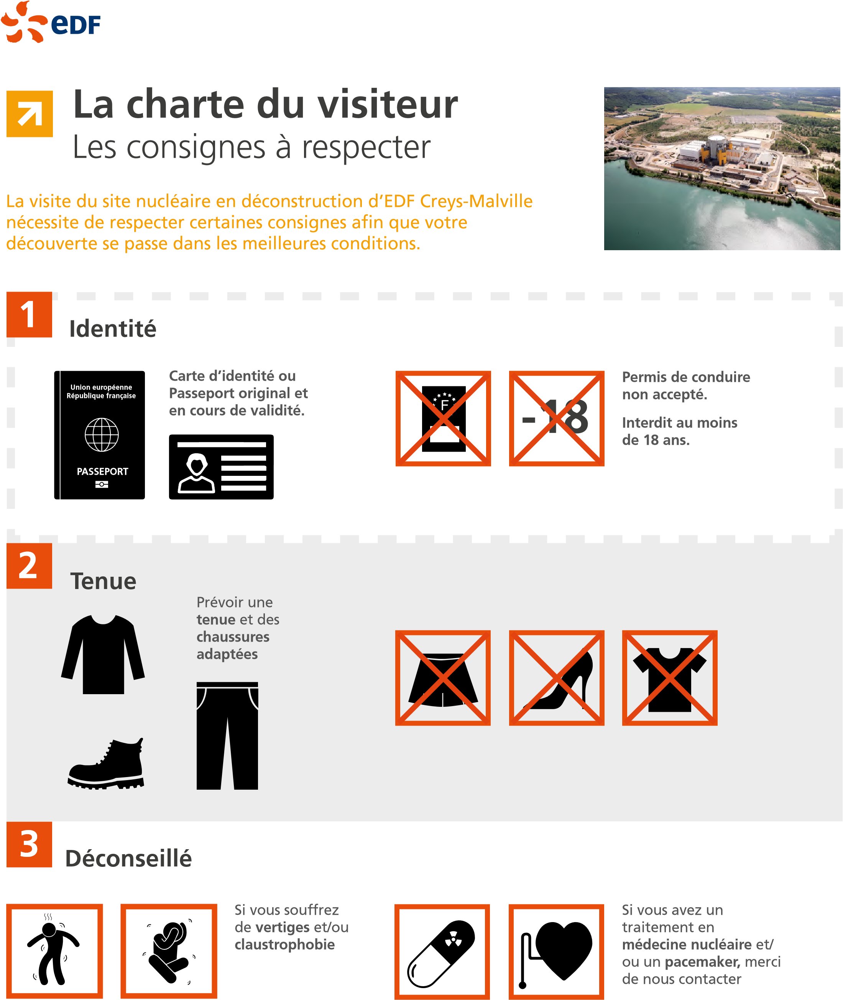 eDF
La charte du visiteur
Les consignes à respecter
La visite du site nucléaire en déconstruction d’EDF Creys-Malville
nécessite de respecter certaines consignes afin que votre
découverte se passe dans les meilleures conditions.
1
Identité
Union européenne
République française
PASSEPORT
Carte d’identité ou
Passeport original et
en cours de validité.
F
-18
Permis de conduire
non accepté.
Interdit au moins
de 18 ans.
2
Tenue
Prévoir une
tenue et des
chaussures
adaptées
3
Déconseillé
Si vous souffrez
de vertiges et/ou
claustrophobie
Si vous avez un
traitement en
médecine nucléaire et/
ou un pacemaker, merci
de nous contacter